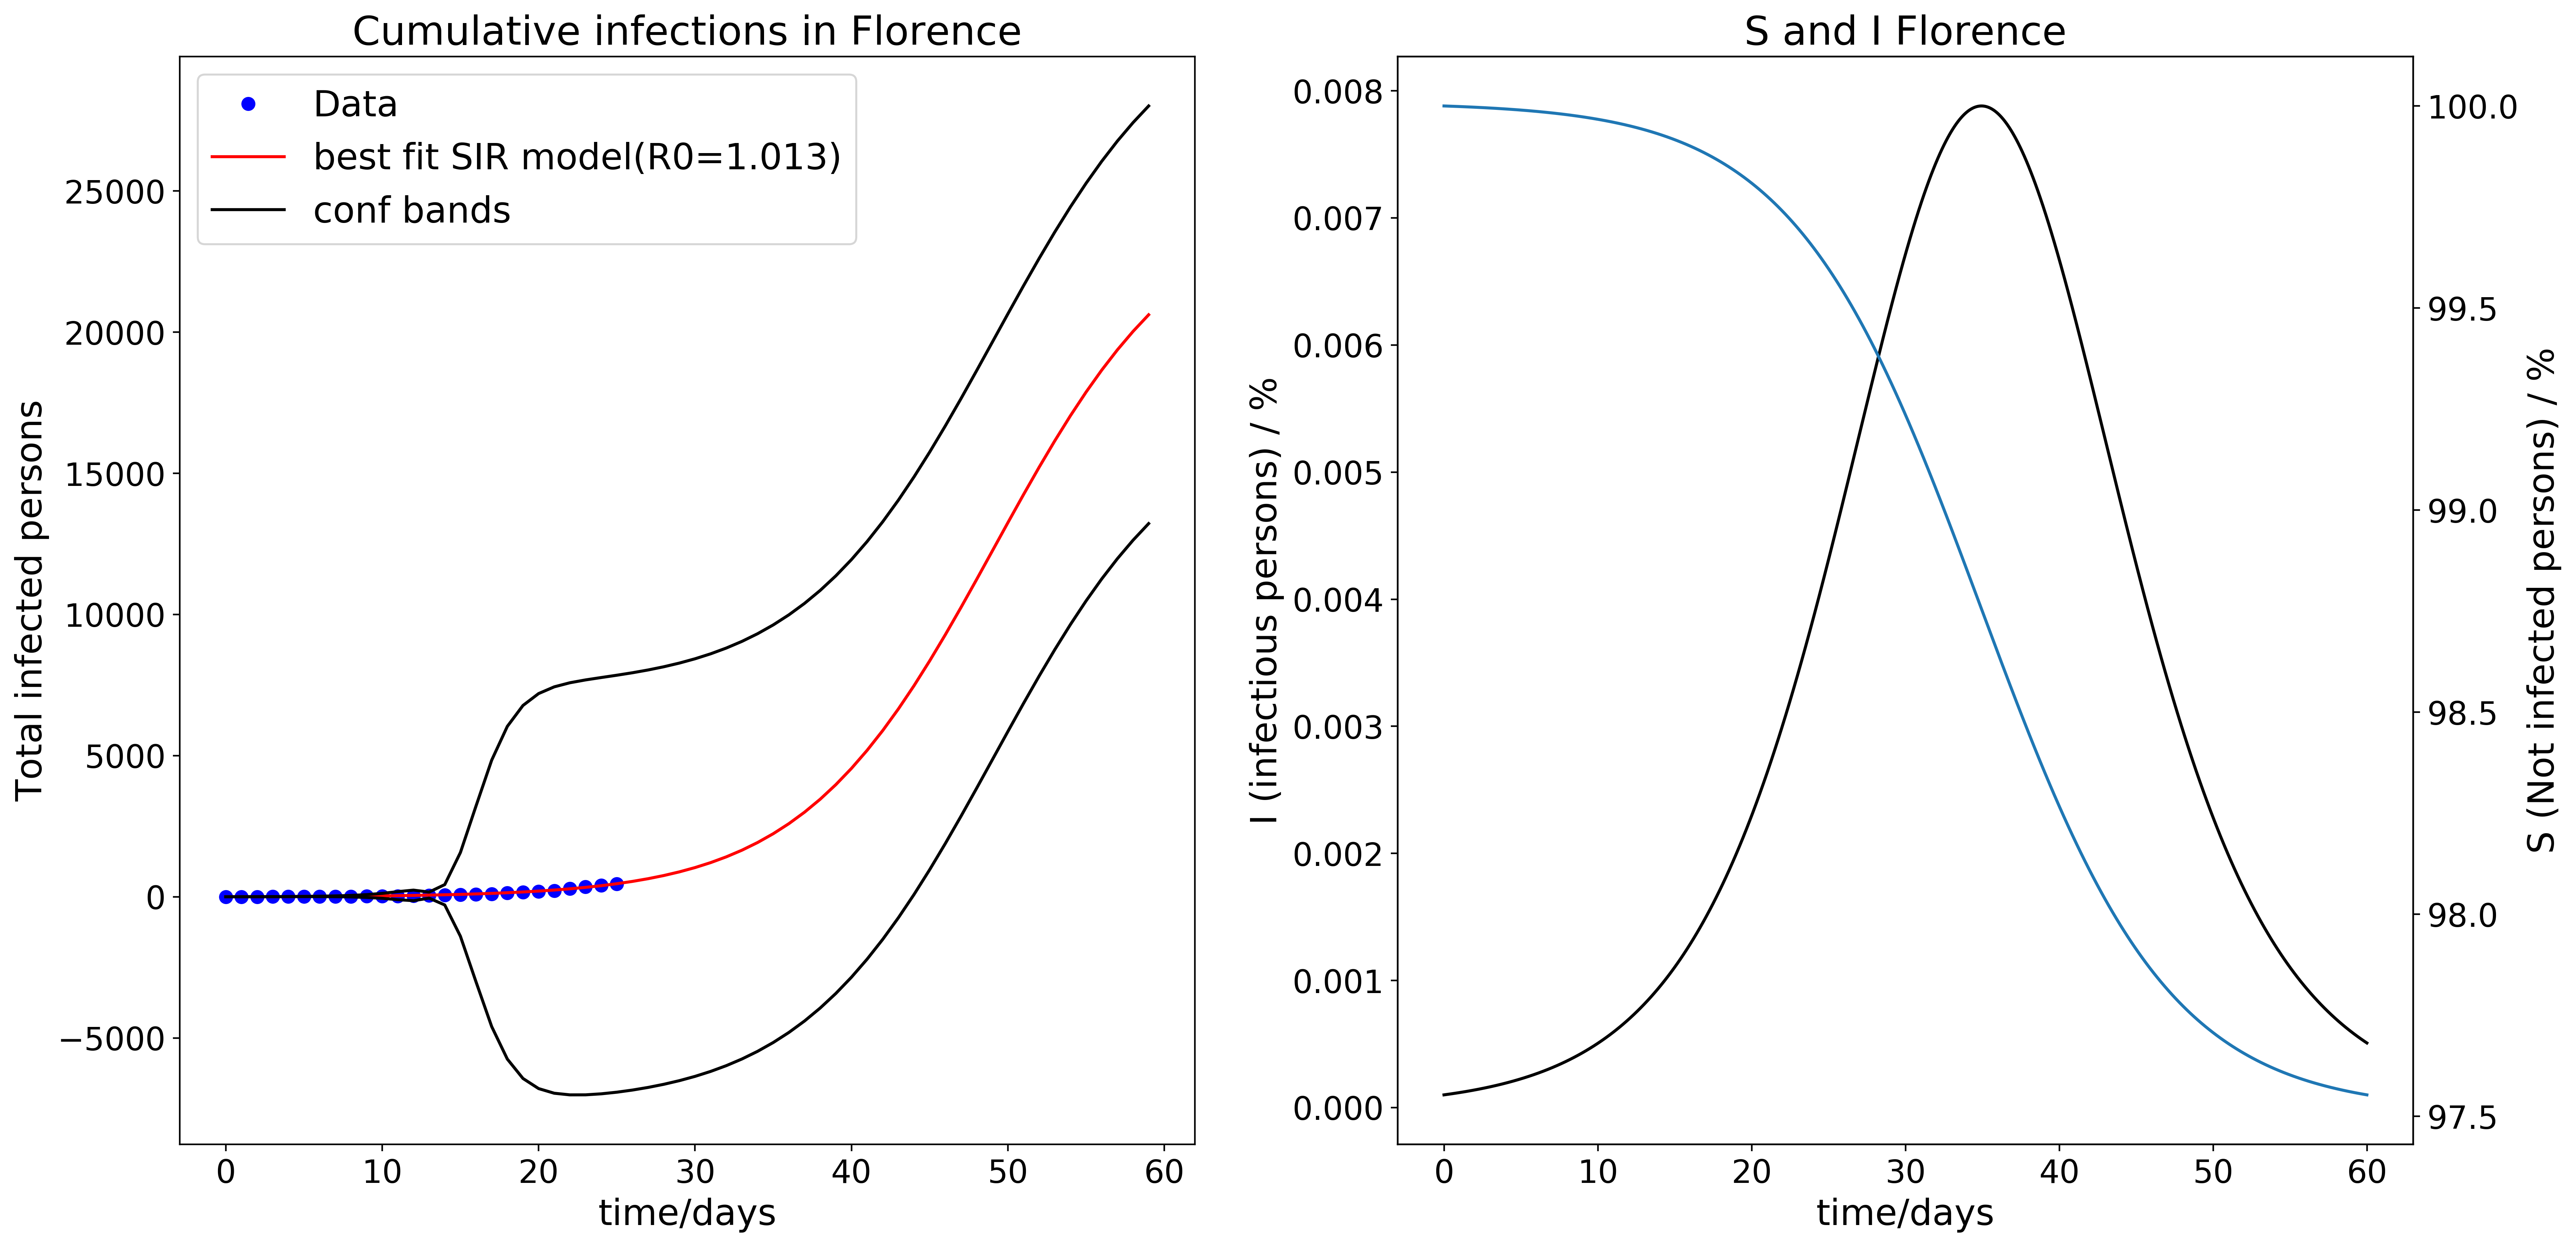 Cumulative infections in Florence
Data
best fit SIR model(R0=1.013)
conf bands
25000
20000
15000
10000
5000
0
−5000
0 10 20 30 40 50 60
time/days
Total infected persons
S and I Florence
0.008
0.007
0.006
0.005
0.004
0.003
0.002
0.001
0.000
I (infectious persons) / %
0 10 20 30 40 50 60
time/days
100.0
99.5
99.0
98.5
98.0
97.5
S (Not infected persons) / %